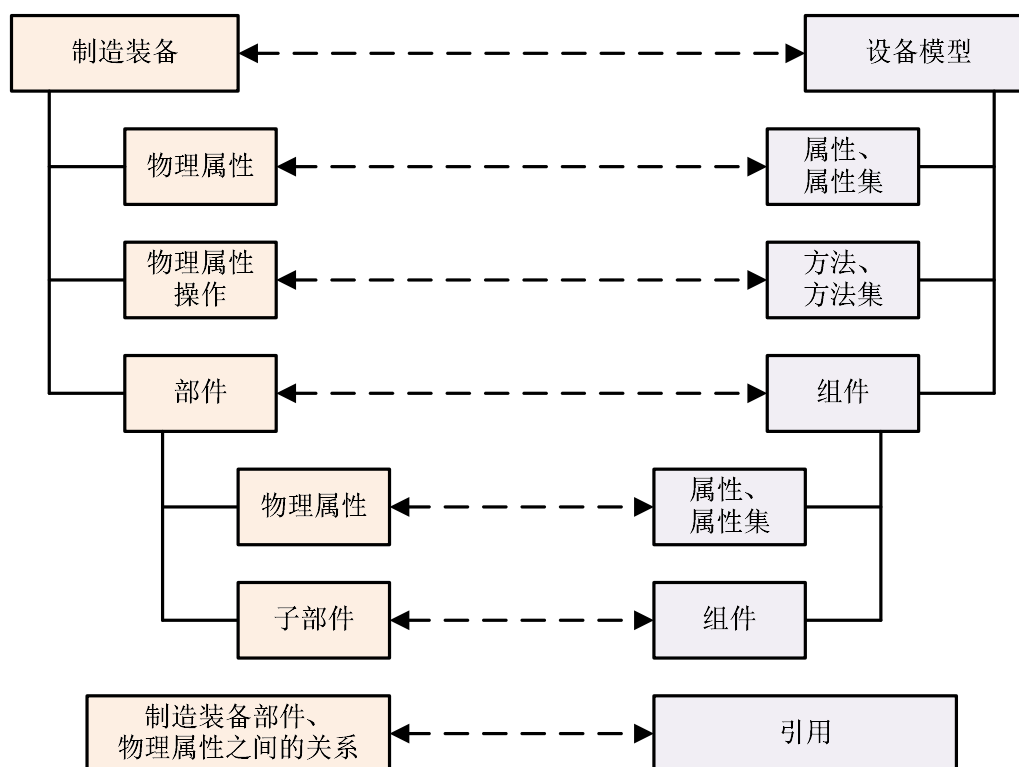 制造装备
设备模型
物理属性
属性、
属性集
物理属性
操作
方法、
方法集
部件
组件
物理属性
属性、
属性集
子部件
组件
制造装备部件、
物理属性之间的关系
引用